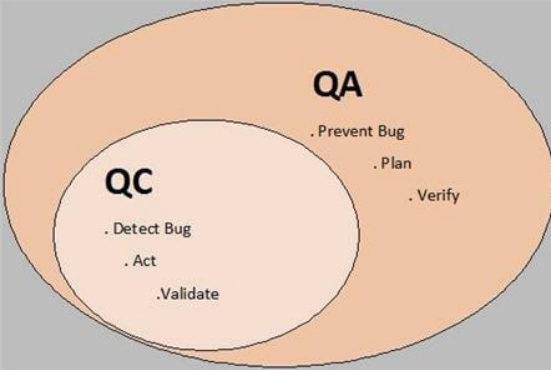 QA
. Prevent Bug
. Plan
. Verify
QC
. Detect Bug
. Act
.Validate